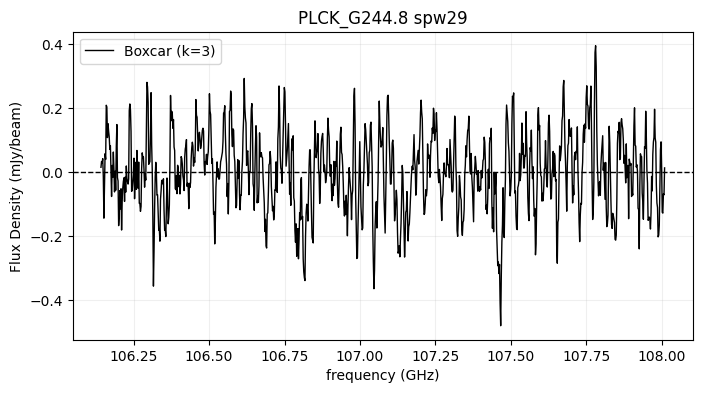 PLCK_G244.8 spw29
Boxcar (k=3)
Flux Density (mJy/beam)
0.4
0.2
0.0
−0.2
−0.4
106.25 106.50 106.75 107.00 107.25 107.50 107.75 108.00
frequency (GHz)